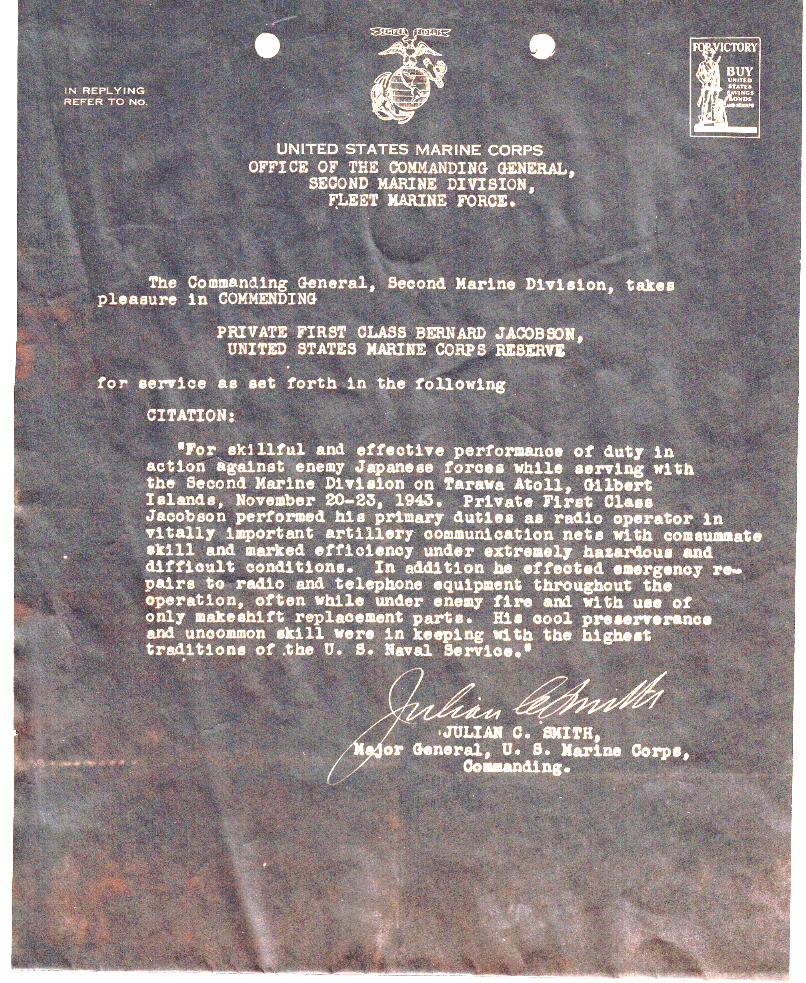 SEMPER FIDELIS
FOR VICTORY
BUY
UNITED
STATES
SAVINGS
BONDS
AND STAMPS
IN REPLYING
REFER TO NO.
UNITED STATES MARINE CORPS
OFFICE OF THE COMMANDING GENERAL,
SECOND MARINE DIVISION,
FLEET MARINE FORCE.
The Commanding General, Second Marine Division, takes
pleasure in COMMENDING
PRIVATE FIRST CLASS BERNARD JACOBSON,
UNITED STATES MARINE CORPS RESERVE
for service as set forth in the following
CITATION:
"For skillful and effective performance of duty in
action against enemy Japanese forces while serving with
the Second Marine Division on Tarawa Atoll, Gilbert
Islands, November 20-23, 1943. Private First Class
Jacobson performed his primary duties as radio operator in
vitally important artillery communication nets with comsummate
skill and marked efficiency under extremely hazardous and
difficult conditions. In addition he effected emergency re-
pairs to radio and telephone equipment throughout the
operation, often while under enemy fire and with use of
only makeshift replacement parts. His cool preserverance
and uncommon skill were in keeping with the highest
traditions of the U. S. Naval Service."
Julian C Smith
JULIAN C. SMITH,
Major General, U. S. Marine Corps,
Commanding.